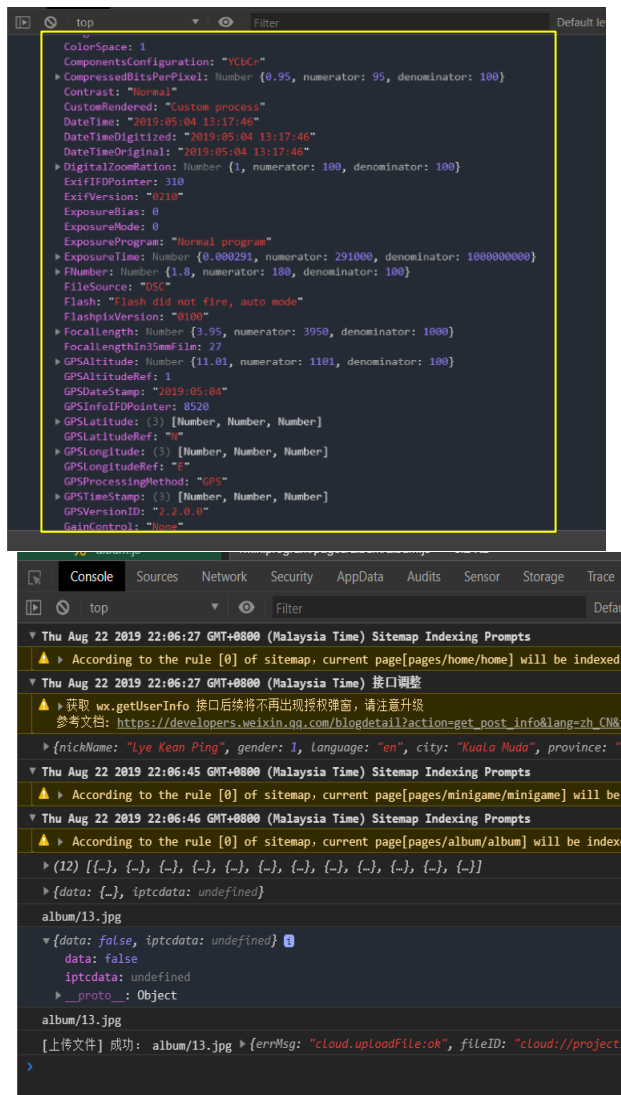 top
Filter
Default le
ColorSpace: 1
ComponentsConfiguration: "YCbCr"
CompressedBitsPerPixel: Number {0.95, numerator: 95, denominator: 100}
Contrast: "Normal"
CustomRendered: "Custom process"
DateTime: "2019:05:04 13:17:46"
DateTimeDigitized: "2019:05:04 13:17:46"
DateTimeOriginal: "2019:05:04 13:17:46"
DigitalZoomRation: Number {1, numerator: 100, denominator: 100}
ExifIFDPointer: 310
ExifVersion: "0210"
ExposureBias: 0
ExposureMode: 0
ExposureProgram: "Normal program"
ExposureTime: Number {0.000291, numerator: 291000, denominator: 1000000000}
FNumber: Number {1.8, numerator: 180, denominator: 100}
FileSource: "DSC"
Flash: "Flash did not fire, auto mode"
FlashpixVersion: "0100"
FocalLength: Number {3.95, numerator: 3950, denominator: 1000}
FocalLengthIn35mmFilm: 27
GPSAltitude: Number {11.01, numerator: 1101, denominator: 100}
GPSAltitudeRef: 1
GPSDateStamp: "2019:05:04"
GPSInfoIFDPointer: 8520
GPSLatitude: (3) [Number, Number, Number]
GPSLatitudeRef: "N"
GPSLongitude: (3) [Number, Number, Number]
GPSLongitudeRef: "E"
GPSProcessingMethod: "GPS"
GPSTimeStamp: (3) [Number, Number, Number]
GPSVersionID: "2.2.0.0"
GainControl: "None"
Console Sources Network Security AppData Audits Sensor Storage Trace
top
Filter
Defau
Thu Aug 22 2019 22:06:27 GMT+0800 (Malaysia Time) Sitemap Indexing Prompts
According to the rule [0] of sitemap, current page[pages/home/home] will be indexed
Thu Aug 22 2019 22:06:27 GMT+0800 (Malaysia Time) 接口调整
获取 wx.getUserInfo 接口后续将不再出现授权弹窗，请注意升级
参考文档: https://developers.weixin.qq.com/blogdetail?action=get_post_info&lang=zh_CN&
{nickName: "Lye Kean Ping", gender: 1, language: "en", city: "Kuala Muda", province: "
Thu Aug 22 2019 22:06:45 GMT+0800 (Malaysia Time) Sitemap Indexing Prompts
According to the rule [0] of sitemap, current page[pages/minigame/minigame] will be
Thu Aug 22 2019 22:06:46 GMT+0800 (Malaysia Time) Sitemap Indexing Prompts
According to the rule [0] of sitemap, current page[pages/album/album] will be indexe
(12) [{…}, {…}, {…}, {…}, {…}, {…}, {…}, {…}, {…}, {…}, {…}, {…}]
{data: {…}, iptcdata: undefined}
album/13.jpg
{data: false, iptcdata: undefined}
data: false
iptcdata: undefined
__proto__: Object
album/13.jpg
[上传文件] 成功: album/13.jpg {errMsg: "cloud.uploadFile:ok", fileID: "cloud://project